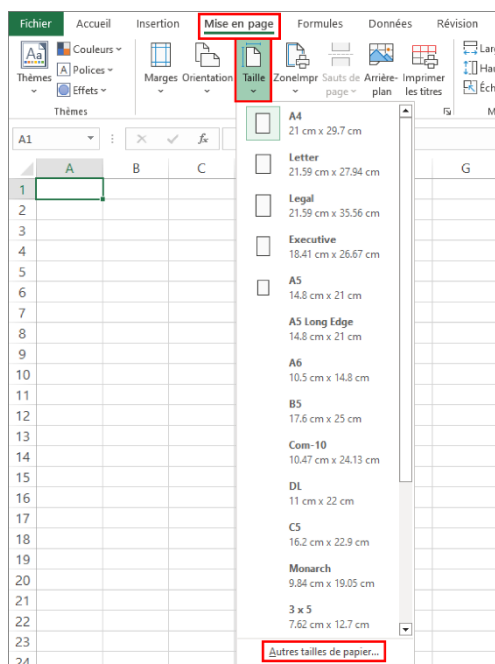 Fichier Accueil Insertion Mise en page Formules Données Révision
Aa Couleurs
A Polices
Effets
Thèmes Marges Orientation Taille ZoneImpr Sauts de page Arrière-plan Imprimer les titres
Thèmes
Larg
Hau
Éch
M
A1 fx
A B C G
1
2
3
4
5
6
7
8
9
10
11
12
13
14
15
16
17
18
19
20
21
22
23
24
A4
21 cm x 29.7 cm
Letter
21.59 cm x 27.94 cm
Legal
21.59 cm x 35.56 cm
Executive
18.41 cm x 26.67 cm
A5
14.8 cm x 21 cm
A5 Long Edge
14.8 cm x 21 cm
A6
10.5 cm x 14.8 cm
B5
17.6 cm x 25 cm
Com-10
10.47 cm x 24.13 cm
DL
11 cm x 22 cm
C5
16.2 cm x 22.9 cm
Monarch
9.84 cm x 19.05 cm
3 x 5
7.62 cm x 12.7 cm
Autres tailles de papier...